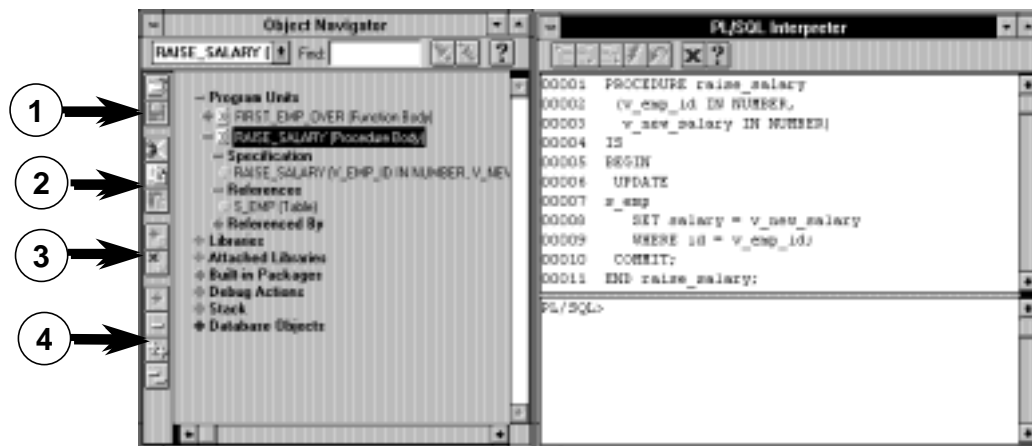 Object Navigator
RAISE_SALARY (
Find:
?
1
2
3
4
− Program Units
+ FIRST_EMP_OVER (Function Body)
− RAISE_SALARY (Procedure Body)
− Specification
RAISE_SALARY (V_EMP_ID IN NUMBER, V_NEW
− References
S_EMP (Table)
+ Referenced By
+ Libraries
+ Attached Libraries
+ Built-in Packages
+ Debug Actions
+ Stack
+ Database Objects
PL/SQL Interpreter
?
00001 PROCEDURE raise_salary
00002 (v_emp_id IN NUMBER,
00003 v_new_salary IN NUMBER)
00004 IS
00005 BEGIN
00006 UPDATE
00007 s_emp
00008 SET salary = v_new_salary
00009 WHERE id = v_emp_id;
00010 COMMIT;
00011 END raise_salary;
PL/SQL>